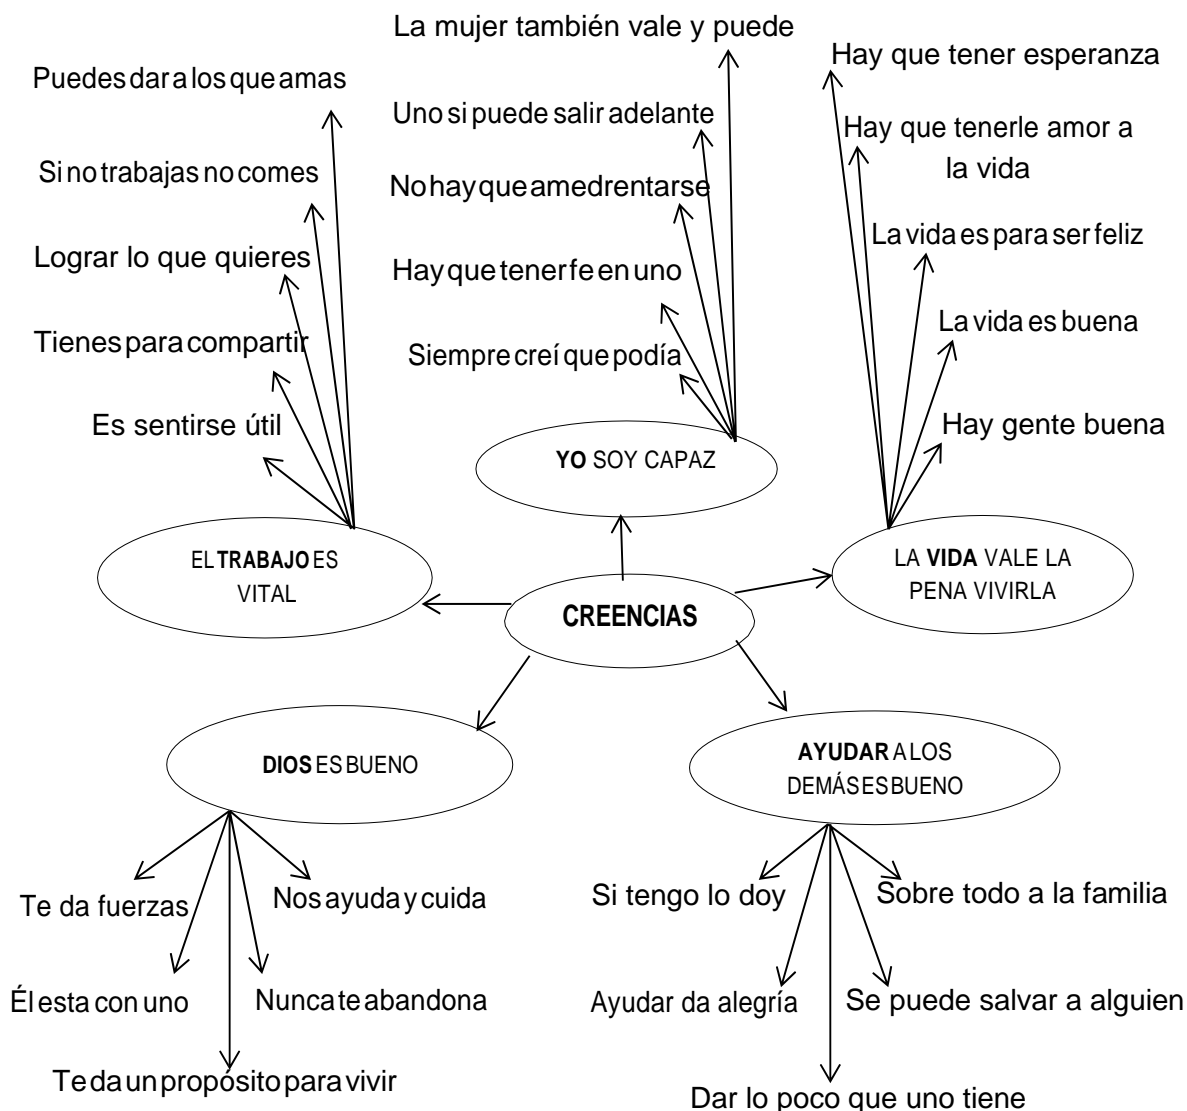 La mujer también vale y puede
Uno si puede salir adelante
No hay que amedrentarse
Hay que tener fe en uno
Siempre creí que podía
YO SOY CAPAZ
Puedes dar a los que amas
Si no trabajas no comes
Lograr lo que quieres
Tienes para compartir
Es sentirse útil
EL TRABAJO ES
VITAL
Hay que tener esperanza
Hay que tenerle amor a
la vida
La vida es para ser feliz
La vida es buena
Hay gente buena
LA VIDA VALE LA
PENA VIVIRLA
CREENCIAS
DIOS ES BUENO
Te da fuerzas
Nos ayuda y cuida
Él esta con uno
Nunca te abandona
Te da un propósito para vivir
AYUDAR A LOS
DEMÁS ES BUENO
Si tengo lo doy
Sobre todo a la familia
Ayudar da alegría
Se puede salvar a alguien
Dar lo poco que uno tiene